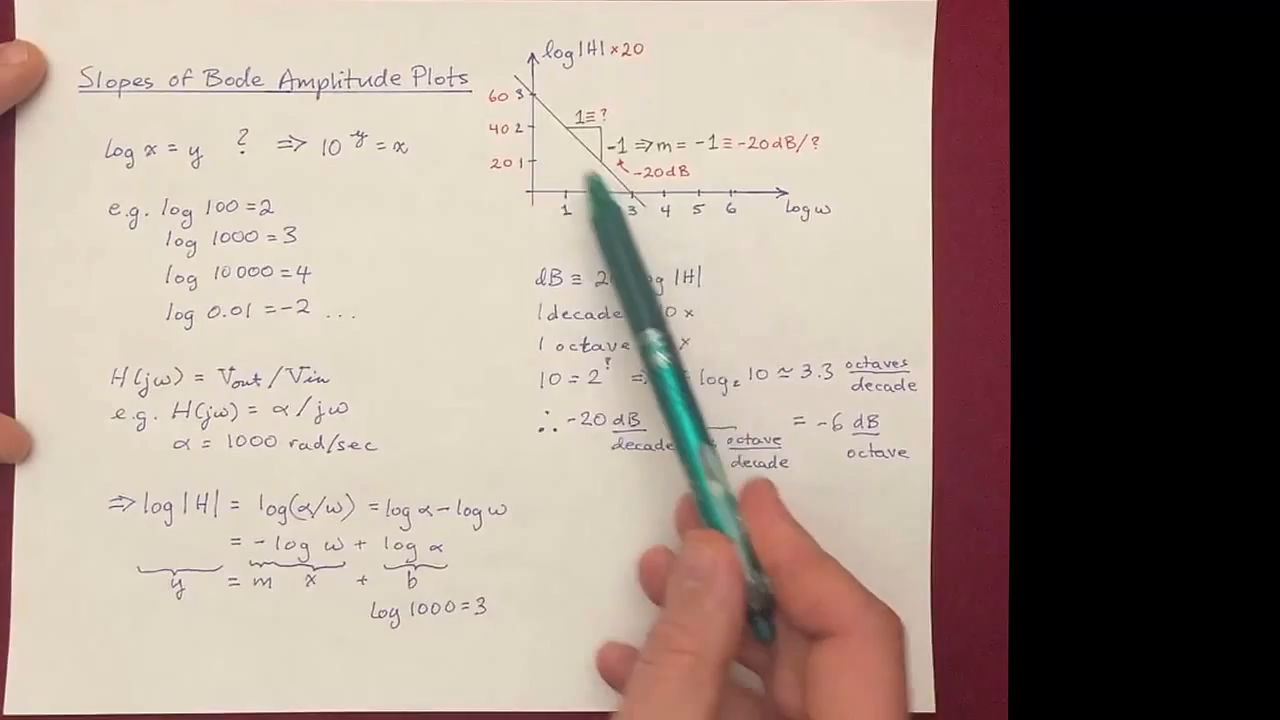 Slopes of Bode Amplitude Plots
log x = y ? ⇒ 10^y = x
e.g. log 100 = 2
log 1000 = 3
log 10000 = 4
log 0.01 = -2 ...
H(jω) = Vout/Vin
e.g. H(jω) = α/jω
α = 1000 rad/sec
⇒ log |H| = log(α/ω) = log α - log ω
= - log ω + log α
y = m x + b
log 1000 = 3
log |H| × 20
60 3
40 2
20 1
1 ≡ ?
-1 ⇒ m = -1 ≡ -20dB/?
-20dB
1 3 4 5 6
log ω
dB ≡ 2 g |H|
1 decade 0 x
1 octave x
10 = 2^? ⇒ = log₂ 10 ≃ 3.3 octaves/decade
∴ -20 dB/decade octave/decade = -6 dB/octave